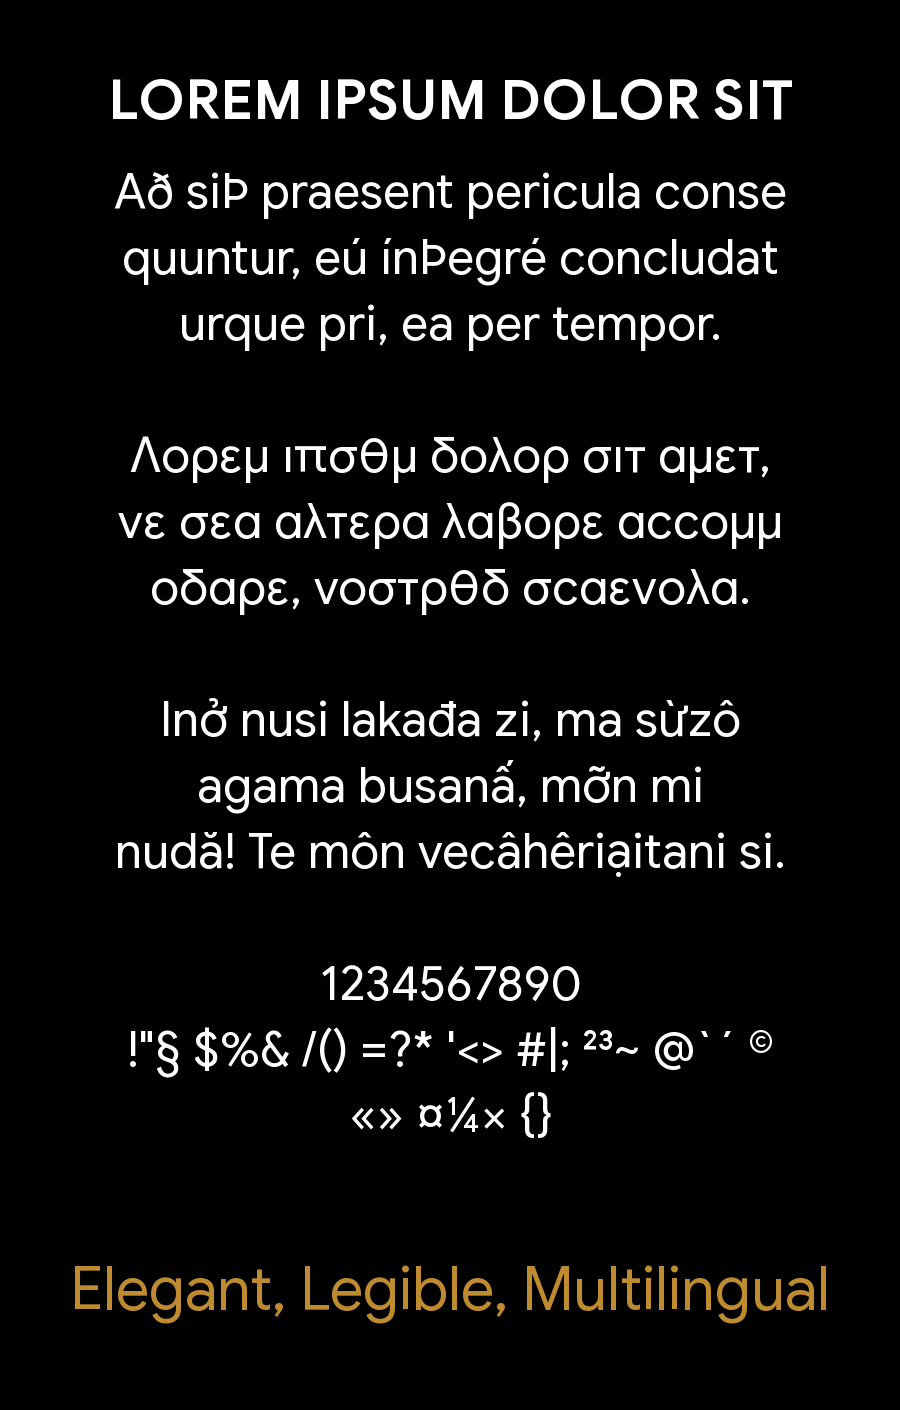 LOREM IPSUM DOLOR SIT
Að siÞ praesent pericula conse
quuntur, eú ínÞegré concludat
urque pri, ea per tempor.
Λορεμ ιπσθμ δολορ σιτ αμετ,
νε σεα αλτερα λαβορε αccομμ
οδαρε, νοστρθδ σcαενολα.
Inở nusi lakađa zi, ma sừzô
agama busanấ, mỡn mi
nudă! Te môn vecâhêriạitani si.
1234567890
!"§ $%& /() =?* '<> #|; ²³~ @`´ ©
«» ¤¼× {}
Elegant, Legible, Multilingual